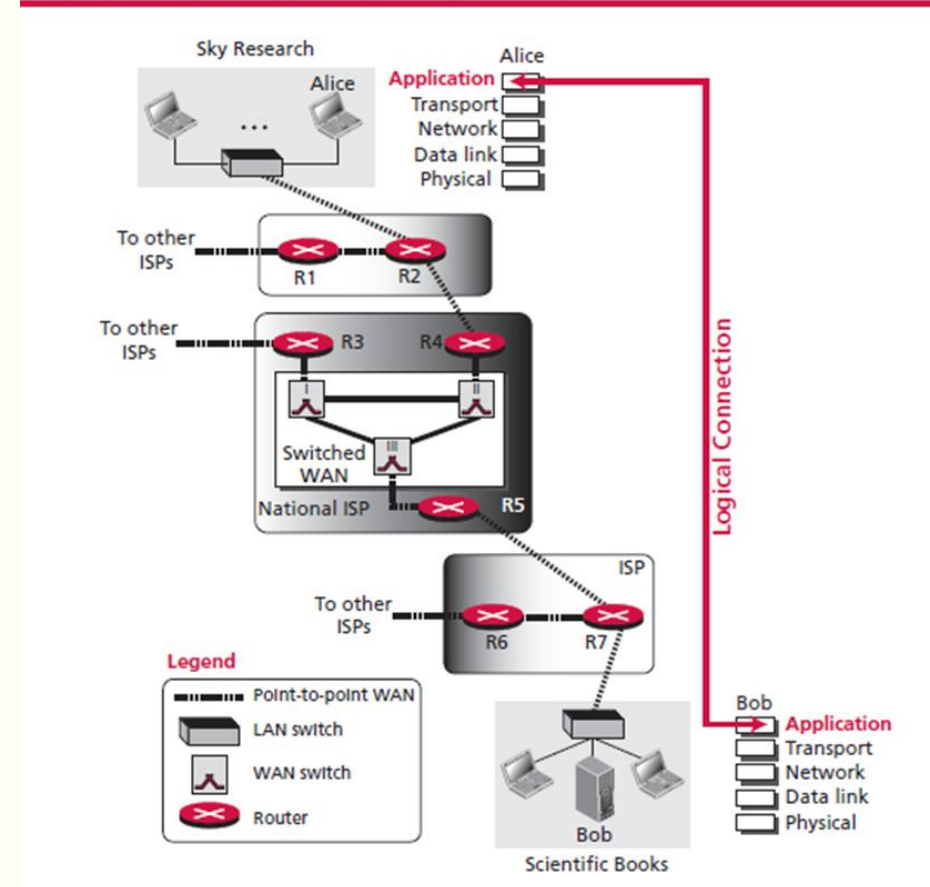 Sky Research
Alice
Alice
Application
Transport
Network
Data link
Physical
To other
ISPs
R1
R2
To other
ISPs
R3
R4
I
II
III
Switched
WAN
National ISP
R5
Logical Connection
ISP
To other
ISPs
R6
R7
Legend
Point-to-point WAN
LAN switch
WAN switch
Router
Bob
Scientific Books
Bob
Application
Transport
Network
Data link
Physical